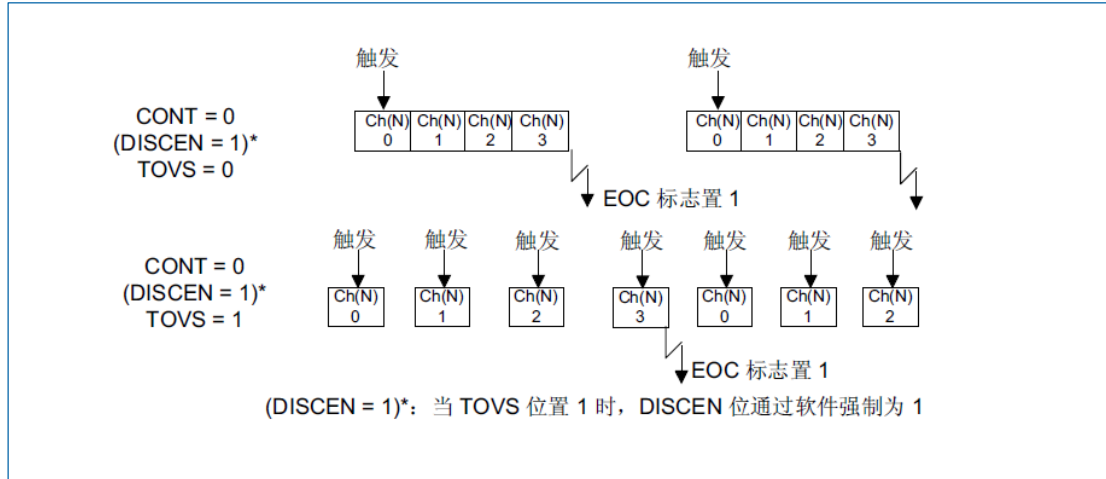 触发 触发
CONT = 0
(DISCEN = 1)*
TOVS = 0
Ch(N) Ch(N) Ch(N) Ch(N) Ch(N) Ch(N) Ch(N) Ch(N)
0 1 2 3 0 1 2 3
EOC 标志置 1
触发 触发 触发 触发 触发 触发 触发
CONT = 0
(DISCEN = 1)*
TOVS = 1
Ch(N) Ch(N) Ch(N) Ch(N) Ch(N) Ch(N) Ch(N)
0 1 2 3 0 1 2
EOC 标志置 1
(DISCEN = 1)*: 当 TOVS 位置 1 时，DISCEN 位通过软件强制为 1